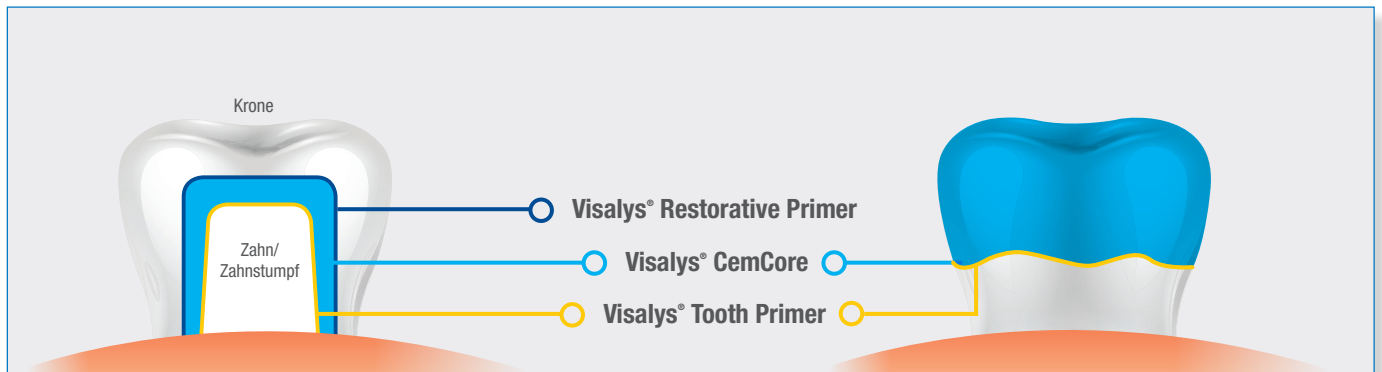 Krone
Zahn/
Zahnstumpf
Visalys® Restorative Primer
Visalys® CemCore
Visalys® Tooth Primer